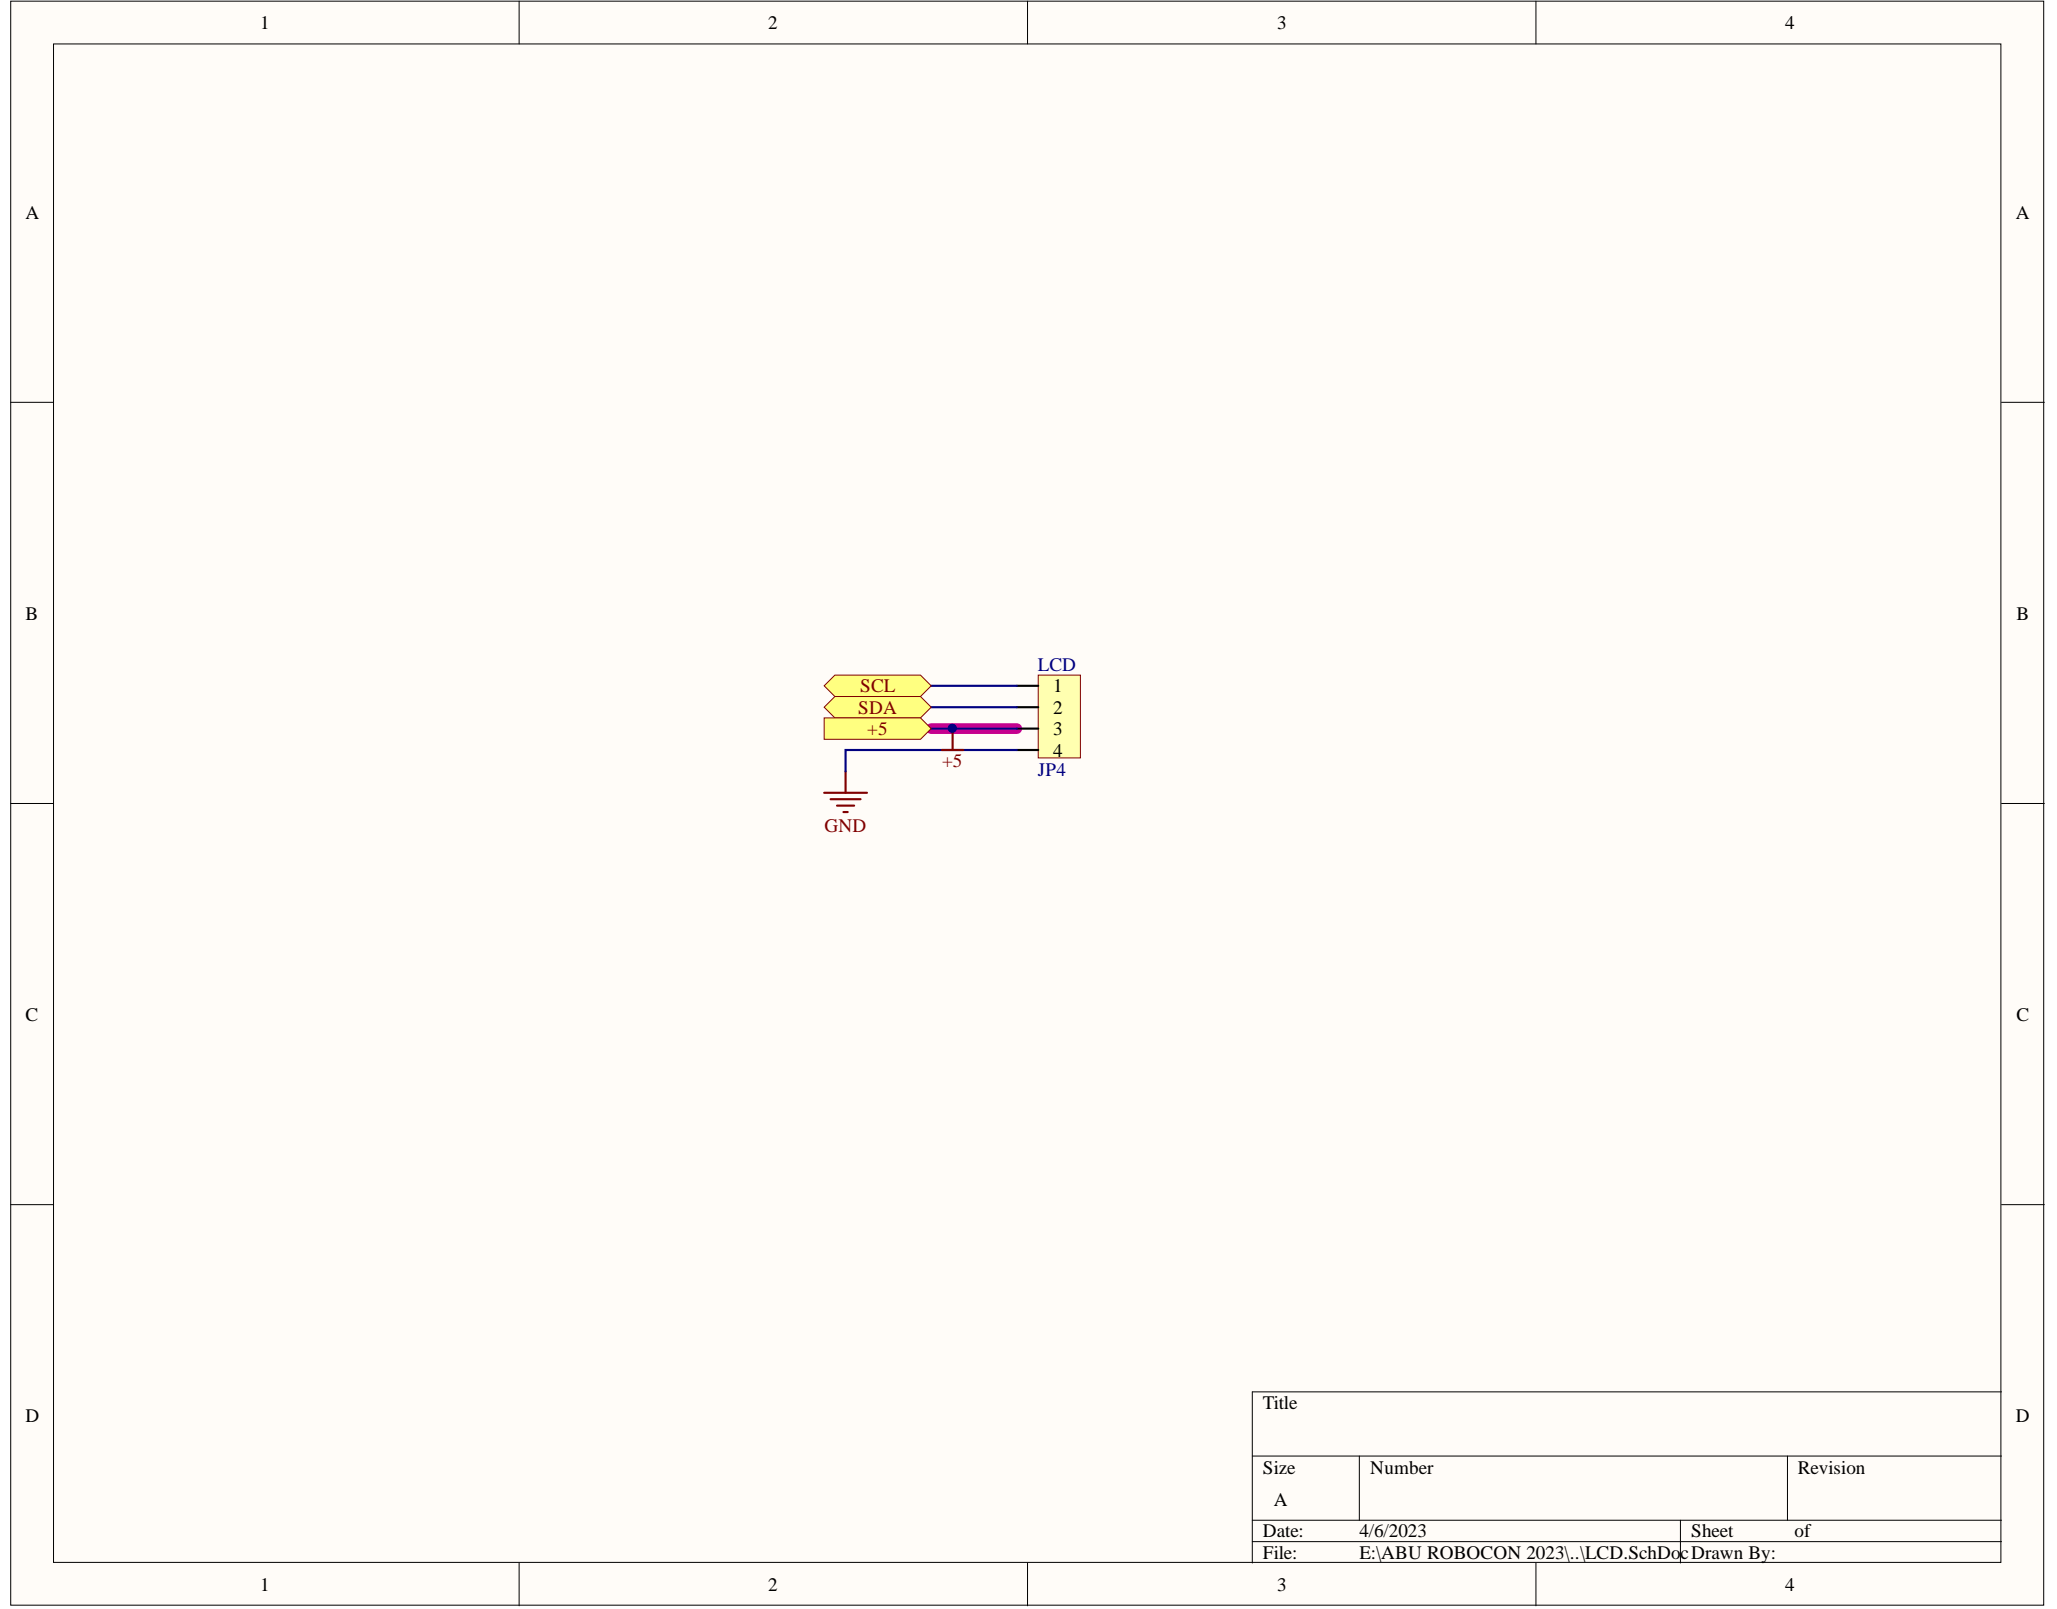 1 2 3 4
A A
B B
LCD
SCL 1
SDA 2
+5 3
4
+5
JP4
GND
C C
D D
Title
Size Number Revision
A
Date: 4/6/2023 Sheet of
File: E:\ABU ROBOCON 2023\..\LCD.SchDoc Drawn By:
1 2 3 4